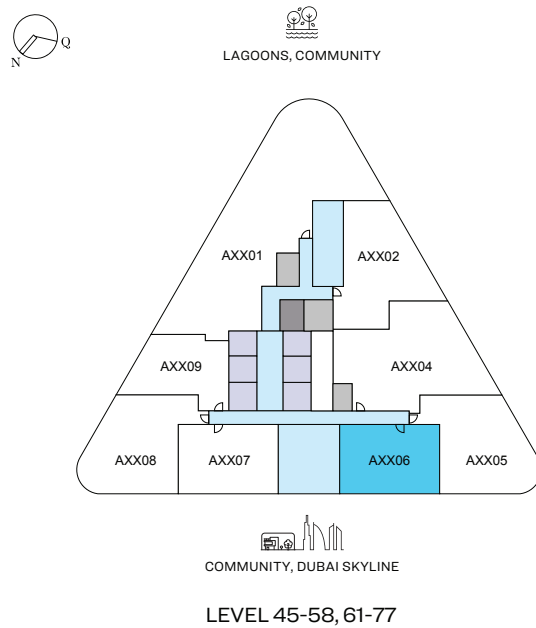 N
Q
LAGOONS, COMMUNITY
AXX01
AXX02
AXX09
AXX04
AXX08
AXX07
AXX06
AXX05
COMMUNITY, DUBAI SKYLINE
LEVEL 45-58, 61-77